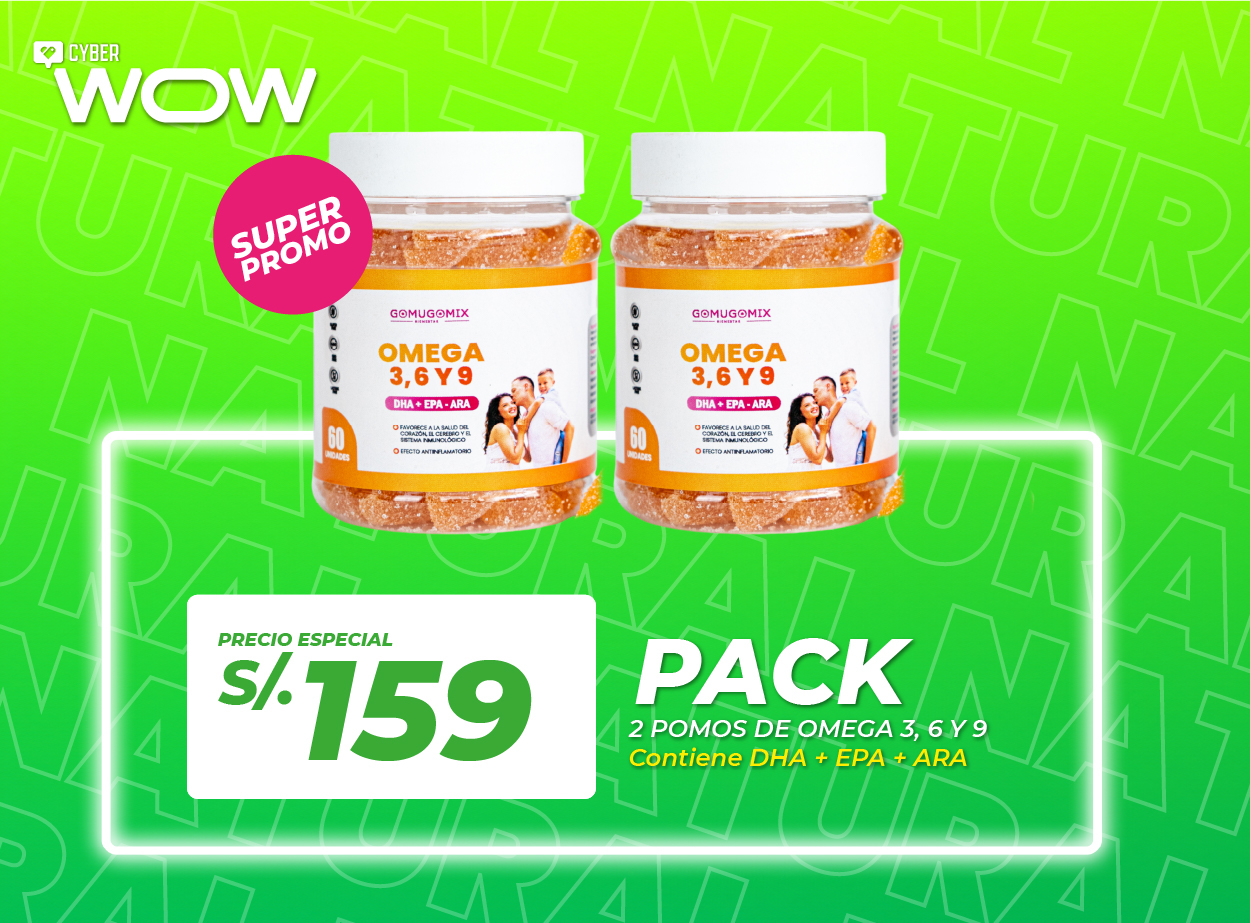 CYBER
WOW
SUPER
PROMO
GOMUGOMIX
BIENESTAR
OMEGA
3, 6 Y 9
DHA + EPA - ARA
FAVORECE A LA SALUD DEL
CORAZÓN, EL CEREBRO Y EL
SISTEMA INMUNOLÓGICO
EFECTO ANTIINFLAMATORIO
60
UNIDADES
GOMUGOMIX
BIENESTAR
OMEGA
3, 6 Y 9
DHA + EPA - ARA
FAVORECE A LA SALUD DEL
CORAZÓN, EL CEREBRO Y EL
SISTEMA INMUNOLÓGICO
EFECTO ANTIINFLAMATORIO
60
UNIDADES
PRECIO ESPECIAL
S/.159
PACK
2 POMOS DE OMEGA 3, 6 Y 9
Contiene DHA + EPA + ARA
NATURAL